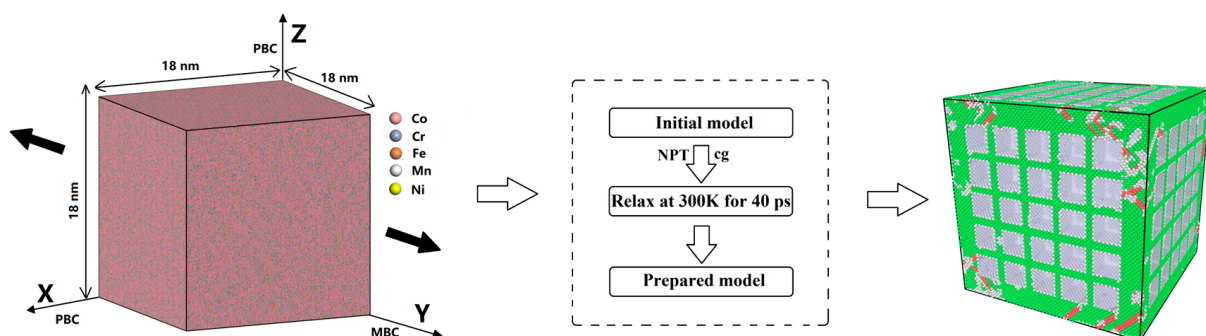 Z
PBC
18 nm
18 nm
18 nm
Co
Cr
Fe
Mn
Ni
X
PBC
Y
MBC
Initial model
NPT cg
Relax at 300K for 40 ps
Prepared model